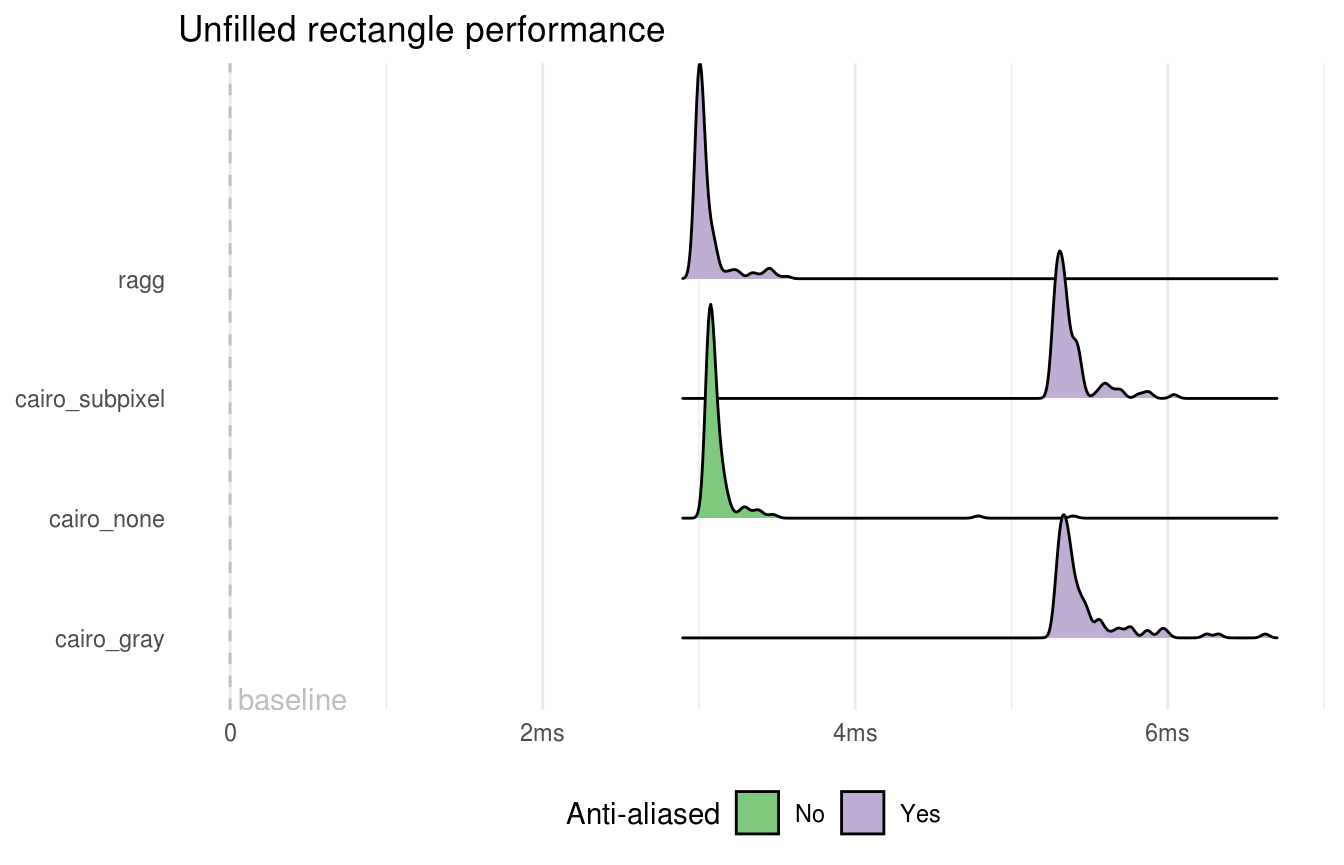 Unfilled rectangle performance
ragg
cairo_subpixel
cairo_none
cairo_gray
baseline
0 2ms 4ms 6ms
Anti-aliased No Yes